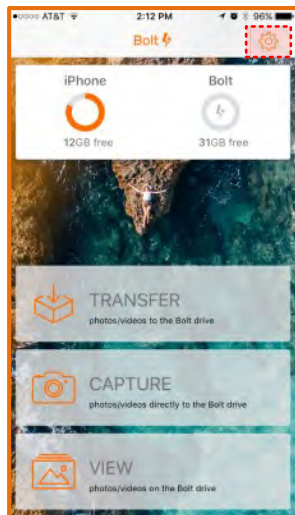 AT&T 2:12 PM 96%
Bolt
iPhone Bolt
12GB free 31GB free
TRANSFER
photos/videos to the Bolt drive
CAPTURE
photos/videos directly to the Bolt drive
VIEW
photos/videos on the Bolt drive